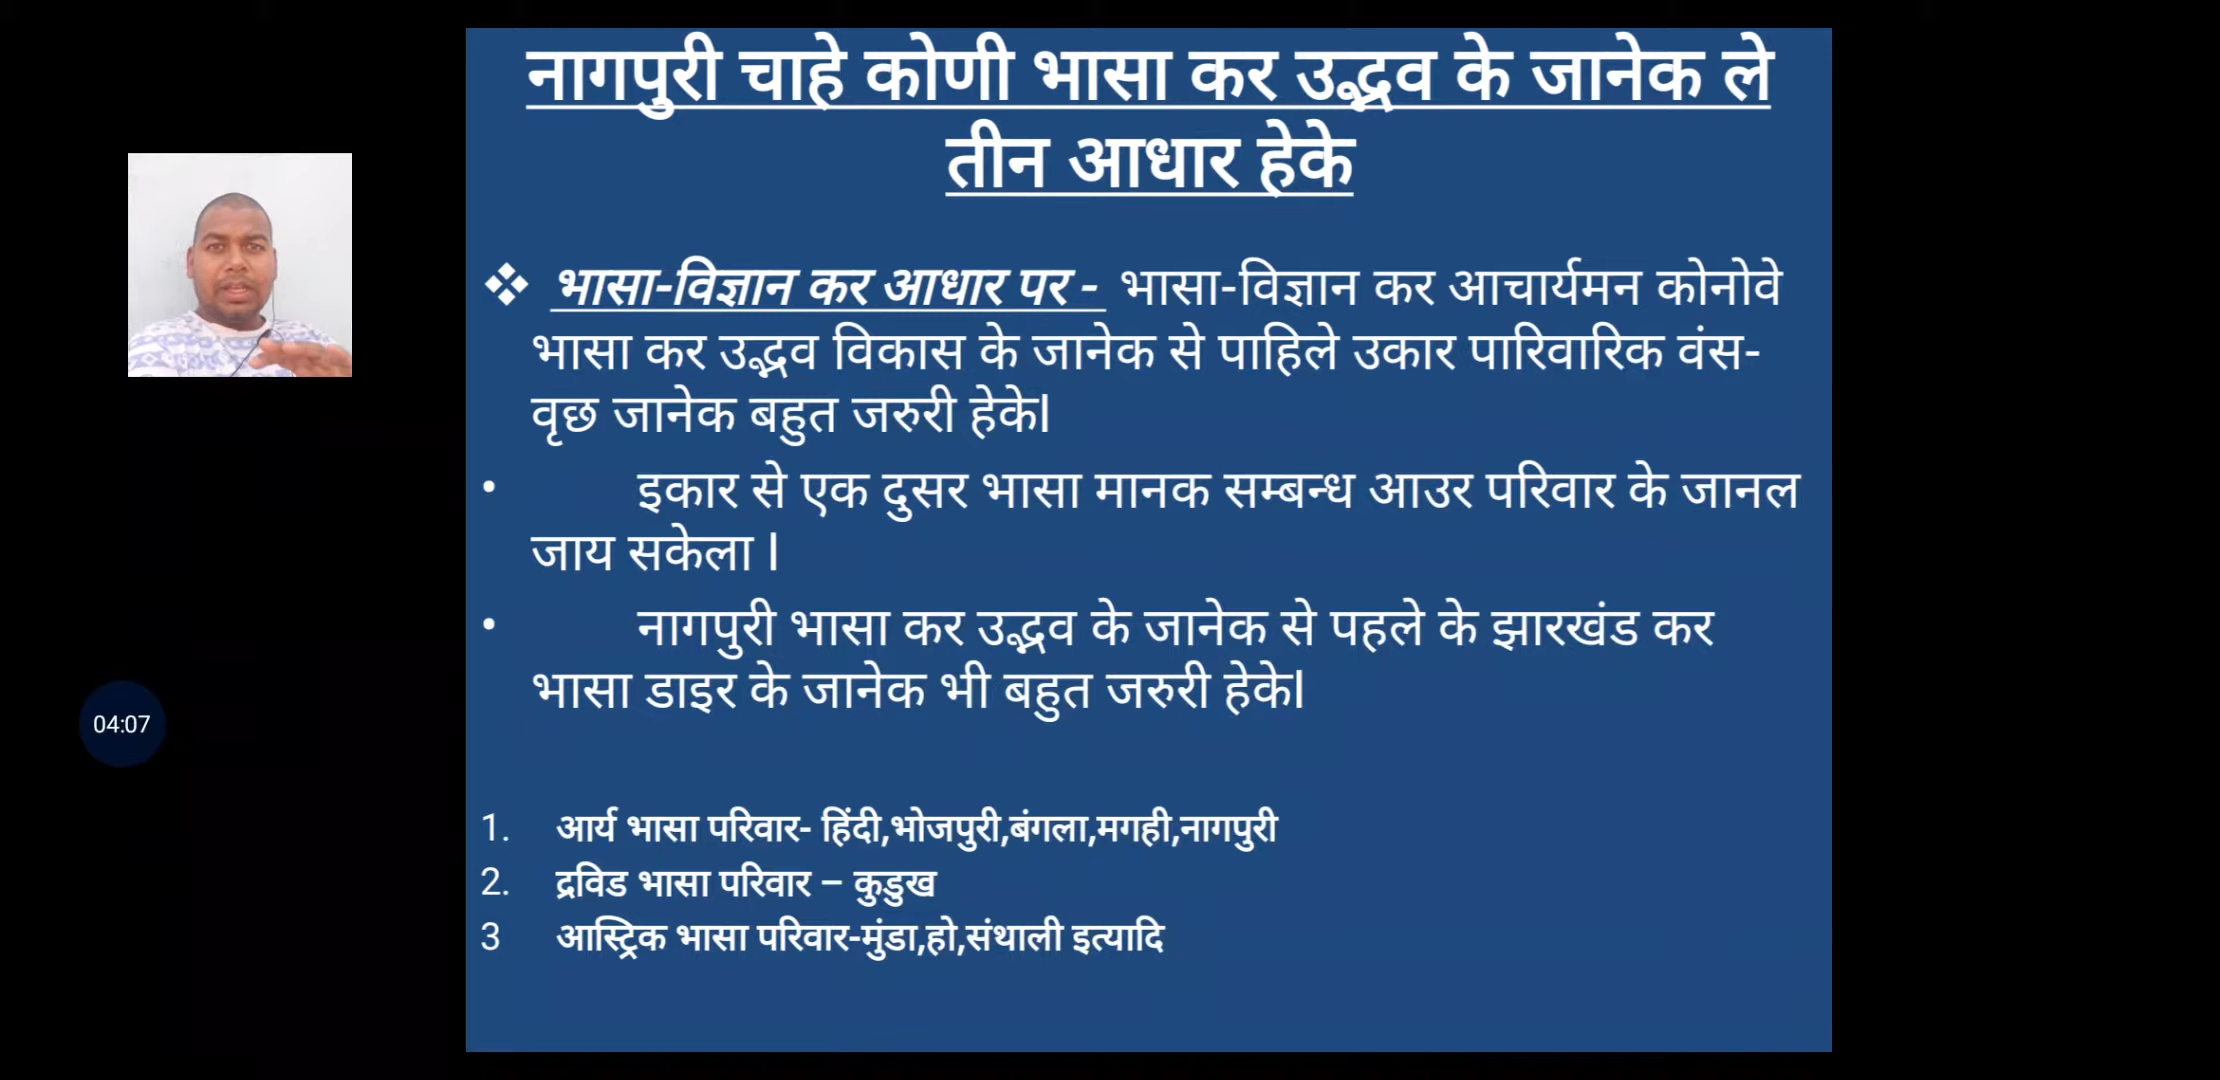 नागपुरी चाहे कोणी भासा कर उद्भव के जानेक ले
तीन आधार हेके
❖ भासा-विज्ञान कर आधार पर - भासा-विज्ञान कर आचार्यमन कोनोवे
भासा कर उद्भव विकास के जानेक से पाहिले उकार पारिवारिक वंस-
वृछ जानेक बहुत जरुरी हेकेl
• इकार से एक दुसर भासा मानक सम्बन्ध आउर परिवार के जानल
जाय सकेला l
• नागपुरी भासा कर उद्भव के जानेक से पहले के झारखंड कर
भासा डाइर के जानेक भी बहुत जरुरी हेकेl
04:07
1. आर्य भासा परिवार- हिंदी,भोजपुरी,बंगला,मगही,नागपुरी
2. द्रविड भासा परिवार – कुडुख
3 आस्ट्रिक भासा परिवार-मुंडा,हो,संथाली इत्यादि